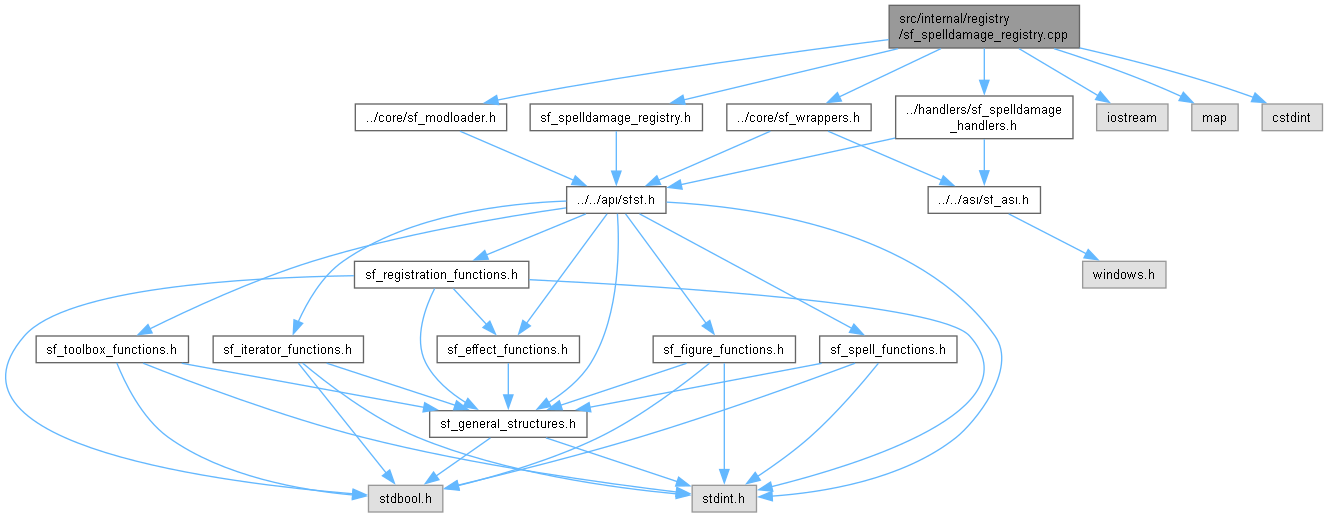 src/internal/registry
/sf_spelldamage_registry.cpp
../core/sf_modloader.h
sf_spelldamage_registry.h
../core/sf_wrappers.h
../handlers/sf_spelldamage
_handlers.h
iostream
map
cstdint
../../api/sfsf.h
../../asi/sf_asi.h
sf_registration_functions.h
windows.h
sf_toolbox_functions.h
sf_iterator_functions.h
sf_effect_functions.h
sf_figure_functions.h
sf_spell_functions.h
sf_general_structures.h
stdbool.h
stdint.h